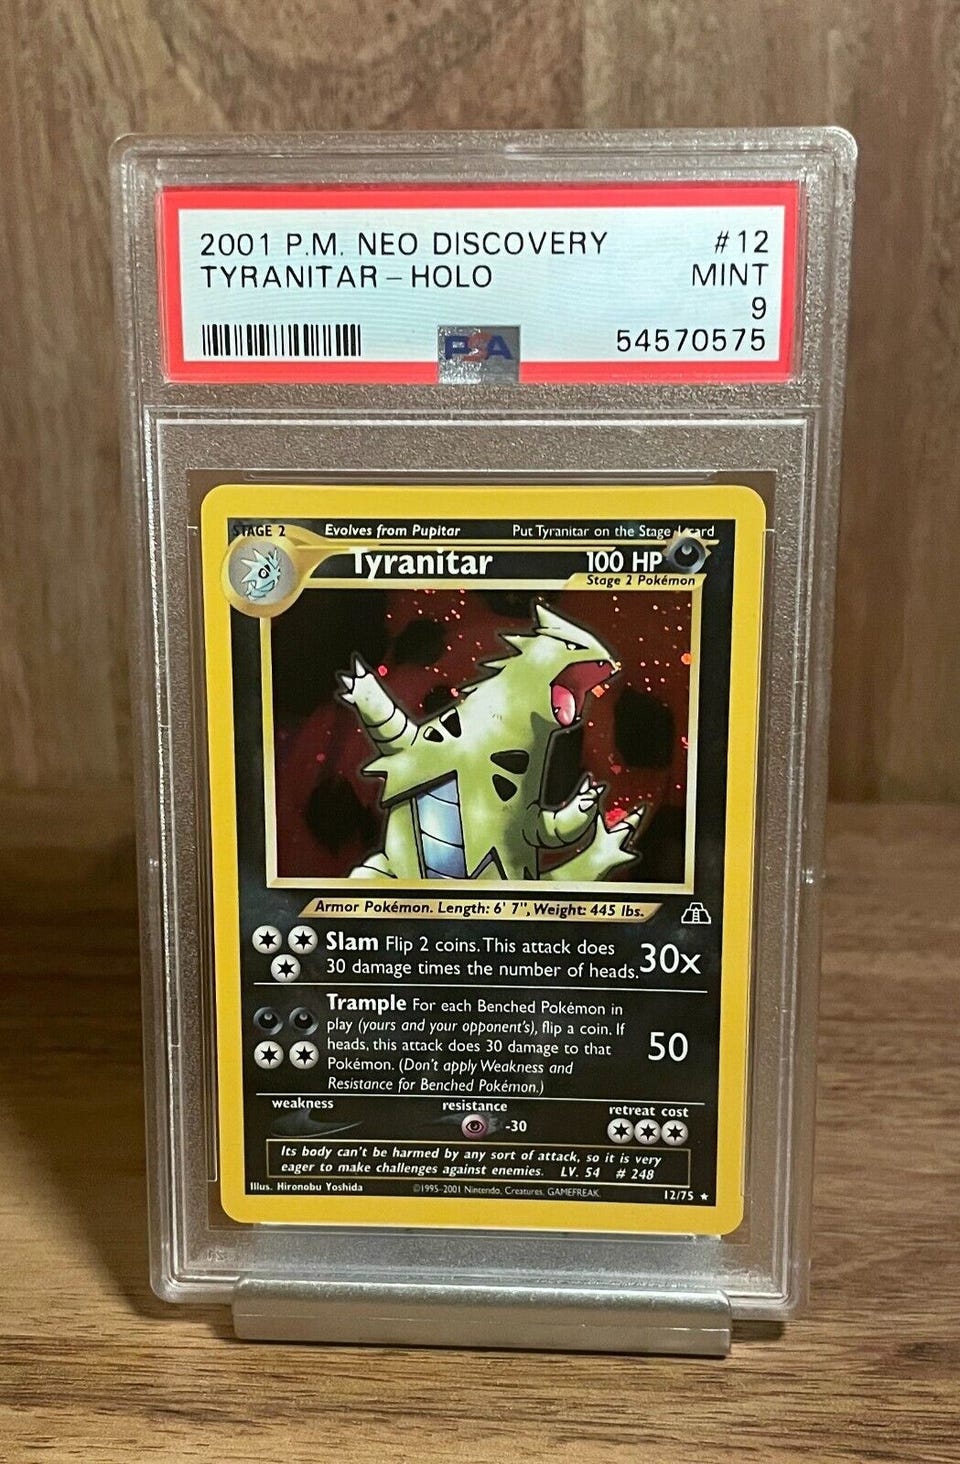 2001 P.M. NEO DISCOVERY #12
TYRANITAR - HOLO MINT
9
PSA 54570575
STAGE 2 Evolves from Pupitar Put Tyranitar on the Stage 1 card
Tyranitar 100 HP
Stage 2 Pokémon
Armor Pokémon. Length: 6' 7", Weight: 445 lbs.
Slam Flip 2 coins. This attack does
30 damage times the number of heads. 30x
Trample For each Benched Pokémon in
play (yours and your opponent's), flip a coin. If
heads, this attack does 30 damage to that 50
Pokémon. (Don't apply Weakness and
Resistance for Benched Pokémon.)
weakness resistance retreat cost
-30
Its body can't be harmed by any sort of attack, so it is very
eager to make challenges against enemies. LV. 54 # 248
Illus. Hironobu Yoshida ©1995-2001 Nintendo, Creatures, GAMEFREAK 12/75 ★